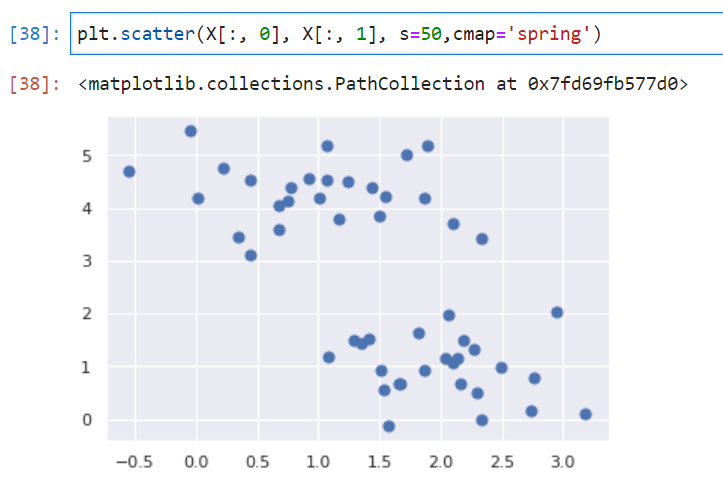 [38]: plt.scatter(X[:, 0], X[:, 1], s=50,cmap='spring')
[38]: <matplotlib.collections.PathCollection at 0x7fd69fb577d0>
5
4
3
2
1
0
−0.5 0.0 0.5 1.0 1.5 2.0 2.5 3.0